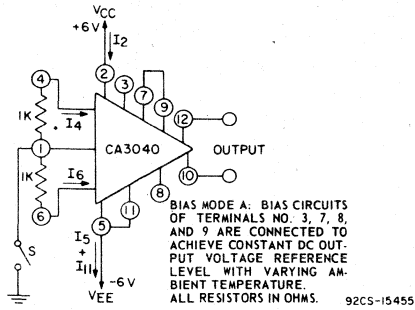 VCC
+6V
I2
4
2
3
7
9
12
1K
I4
1
CA3040
OUTPUT
1K
I6
10
6
8
11
5
S
I5
+
I11
-6V
VEE
BIAS MODE A: BIAS CIRCUITS
OF TERMINALS NO. 3, 7, 8,
AND 9 ARE CONNECTED TO
ACHIEVE CONSTANT DC OUT-
PUT VOLTAGE REFERENCE
LEVEL WITH VARYING AM-
BIENT TEMPERATURE.
ALL RESISTORS IN OHMS.
92CS-15455